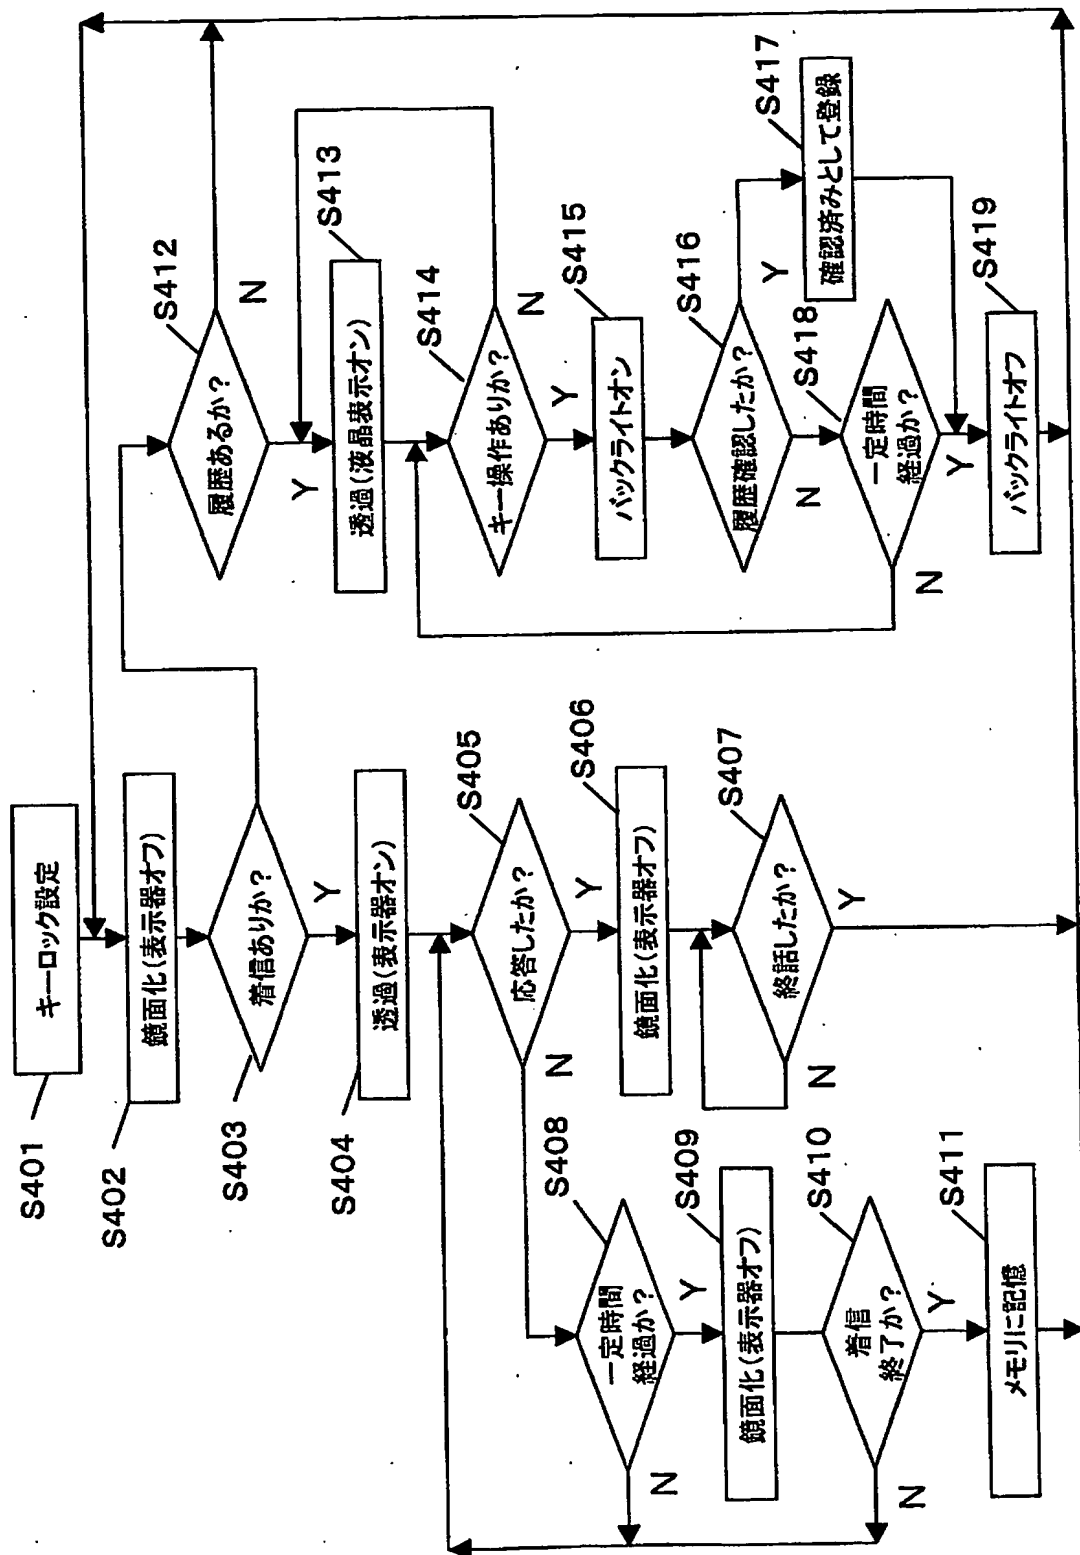 S401
キーロック設定
S402
鏡面化(表示器オフ)
S403
着信ありか?
Y
S404
透過(表示器オン)
S405
応答したか?
N
Y
S406
鏡面化(表示器オフ)
S407
終話したか?
N
Y
S408
一定時間
経過か?
N
Y
S409
鏡面化(表示器オフ)
S410
着信
終了か?
N
Y
S411
メモリに記憶
S412
履歴あるか?
N
Y
S413
透過(液晶表示オン)
S414
キー操作ありか?
N
Y
S415
バックライトオン
S416
履歴確認したか?
Y
N
S417
確認済みとして登録
S418
一定時間
経過か?
N
Y
S419
バックライトオフ